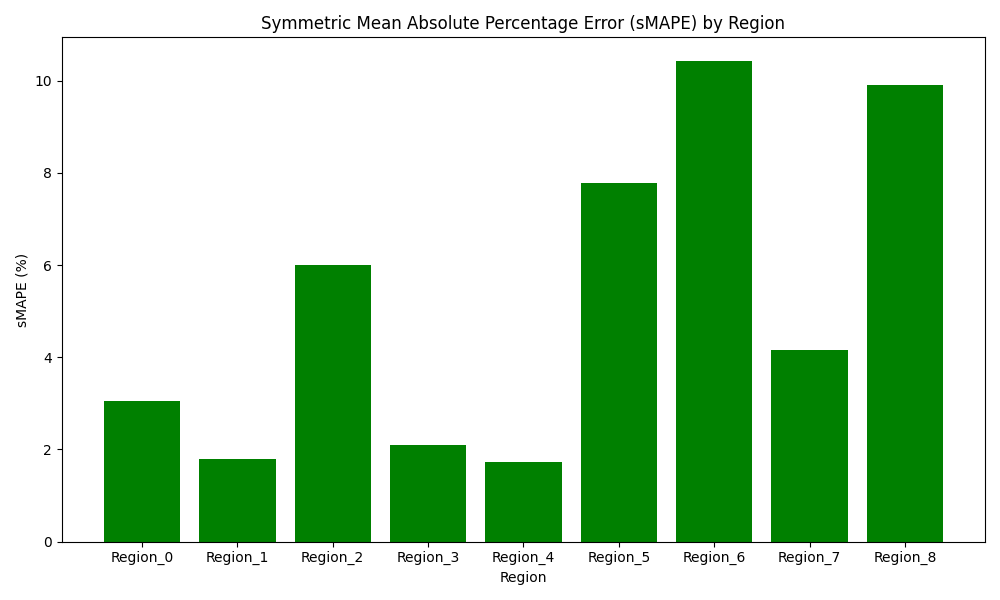 Symmetric Mean Absolute Percentage Error (sMAPE) by Region
sMAPE (%)
10
8
6
4
2
0
Region_0 Region_1 Region_2 Region_3 Region_4 Region_5 Region_6 Region_7 Region_8
Region